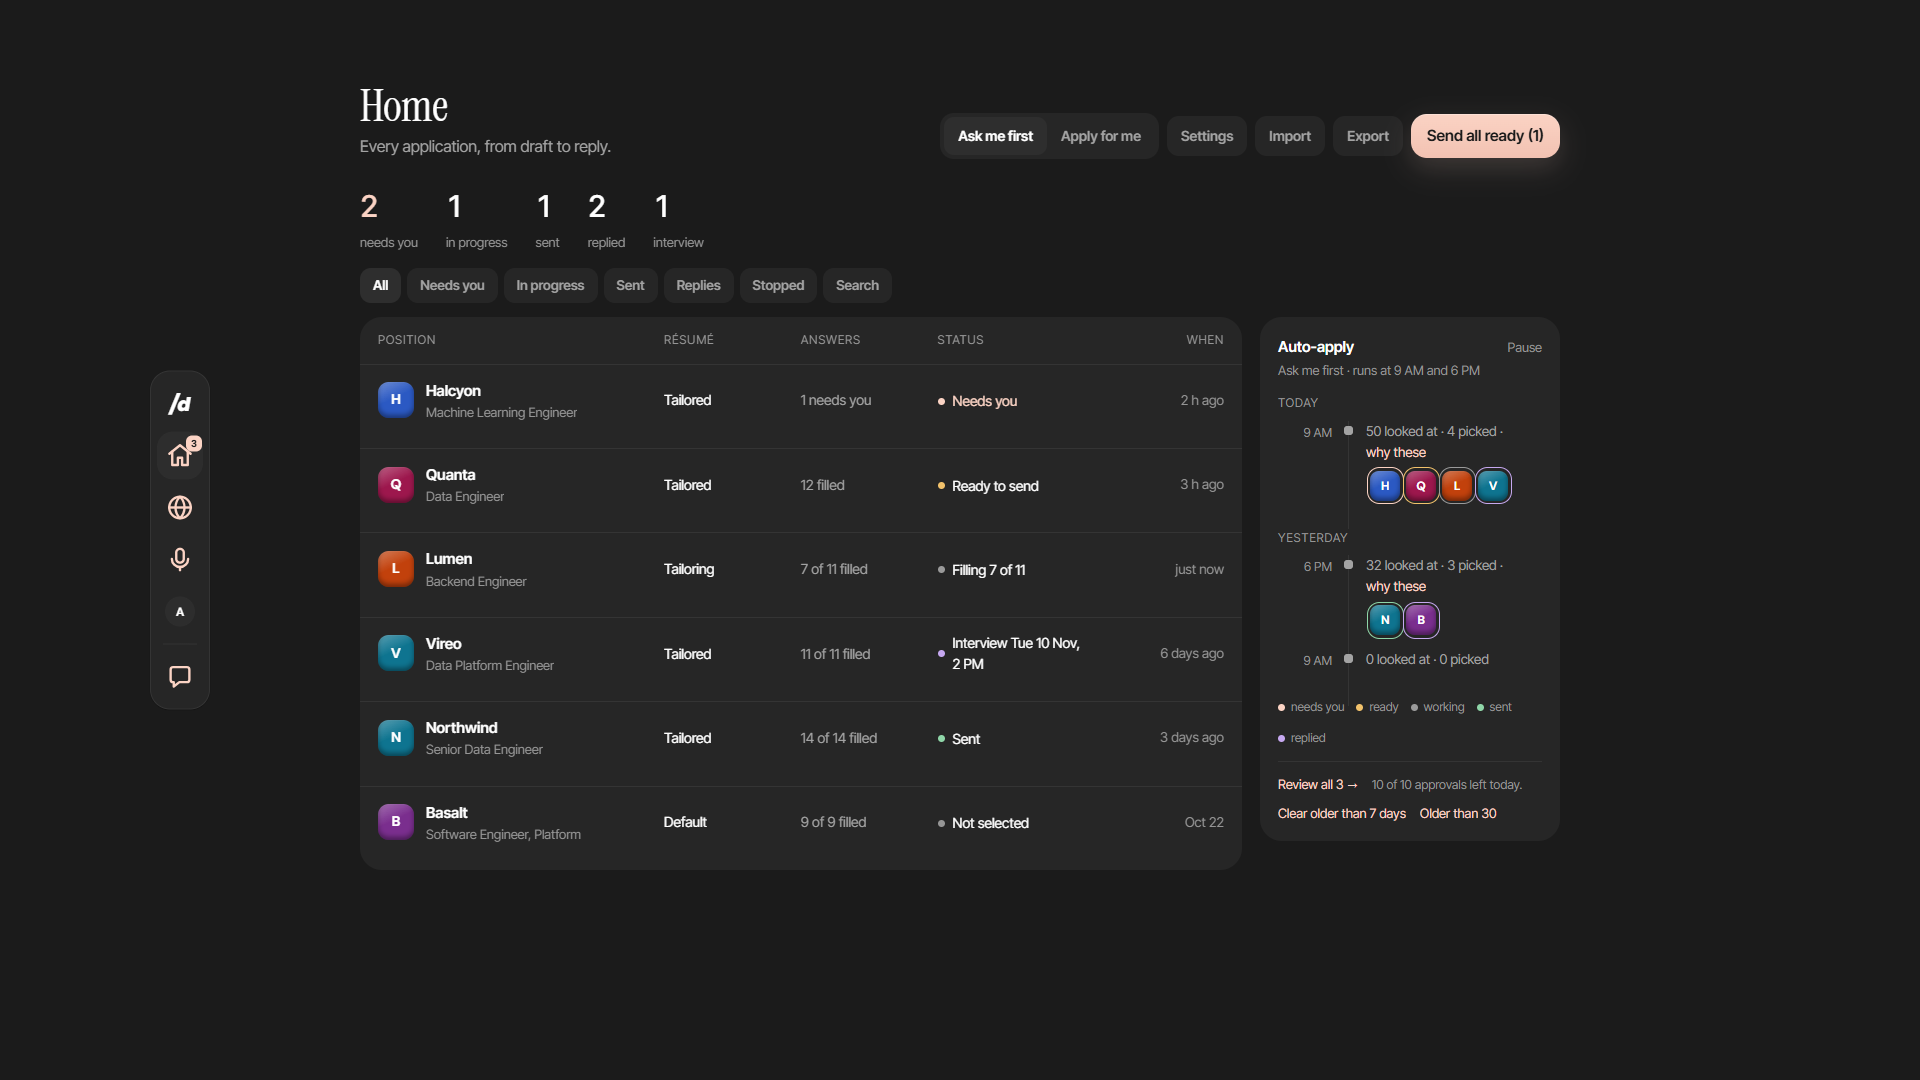 Home
Every application, from draft to reply.
Ask me first
Apply for me
Settings
Import
Export
Send all ready (1)
2
needs you
1
in progress
1
sent
2
replied
1
interview
All
Needs you
In progress
Sent
Replies
Stopped
Search
/d
3
A
POSITION
RÉSUMÉ
ANSWERS
STATUS
WHEN
H
Halcyon
Machine Learning Engineer
Tailored
1 needs you
Needs you
2 h ago
Q
Quanta
Data Engineer
Tailored
12 filled
Ready to send
3 h ago
L
Lumen
Backend Engineer
Tailoring
7 of 11 filled
Filling 7 of 11
just now
V
Vireo
Data Platform Engineer
Tailored
11 of 11 filled
Interview Tue 10 Nov,
2 PM
6 days ago
N
Northwind
Senior Data Engineer
Tailored
14 of 14 filled
Sent
3 days ago
B
Basalt
Software Engineer, Platform
Default
9 of 9 filled
Not selected
Oct 22
Auto-apply
Pause
Ask me first · runs at 9 AM and 6 PM
TODAY
9 AM
50 looked at · 4 picked ·
why these
H Q L V
YESTERDAY
6 PM
32 looked at · 3 picked ·
why these
N B
9 AM
0 looked at · 0 picked
needs you
ready
working
sent
replied
Review all 3 →
10 of 10 approvals left today.
Clear older than 7 days
Older than 30